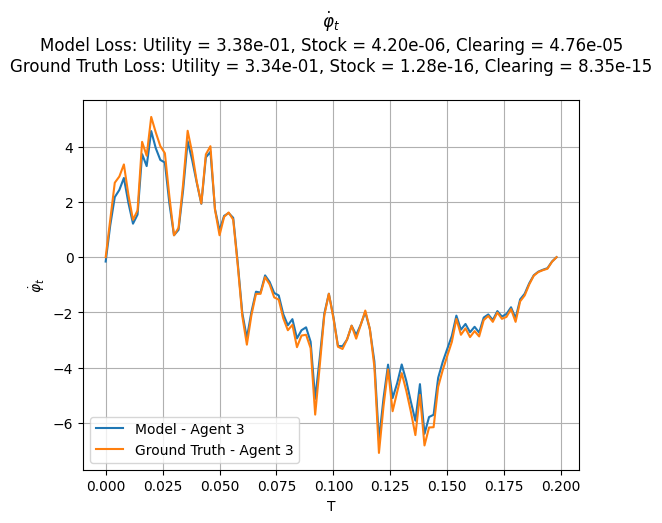 φ̇ₜ
Model Loss: Utility = 3.38e-01, Stock = 4.20e-06, Clearing = 4.76e-05
Ground Truth Loss: Utility = 3.34e-01, Stock = 1.28e-16, Clearing = 8.35e-15
4
2
0
−2
−4
−6
φ̇ₜ
Model - Agent 3
Ground Truth - Agent 3
0.000 0.025 0.050 0.075 0.100 0.125 0.150 0.175 0.200
T